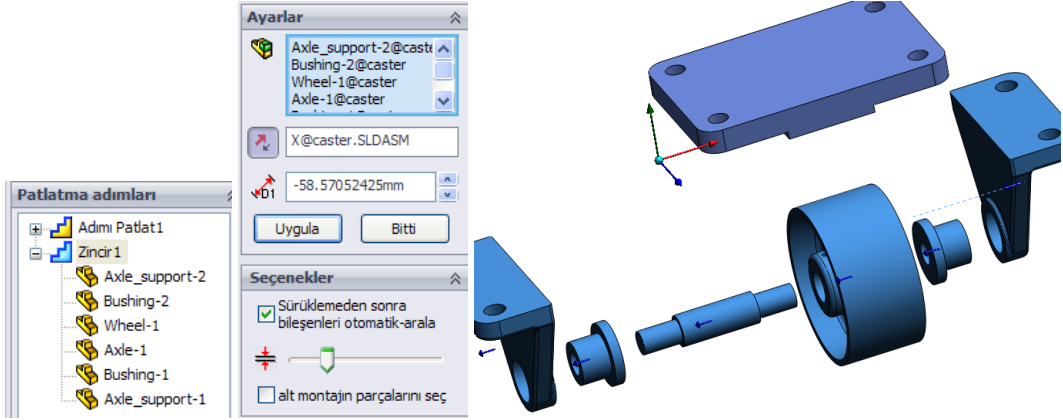 Patlatma adımları
Adımı Patlat1
Zincir1
Axle_support-2
Bushing-2
Wheel-1
Axle-1
Bushing-1
Axle_support-1
Ayarlar
Axle_support-2@caste
Bushing-2@caster
Wheel-1@caster
Axle-1@caster
X@caster.SLDASM
D1
-58.57052425mm
Uygula
Bitti
Seçenekler
Sürüklemeden sonra
bileşenleri otomatik-arala
alt montajın parçalarını seç